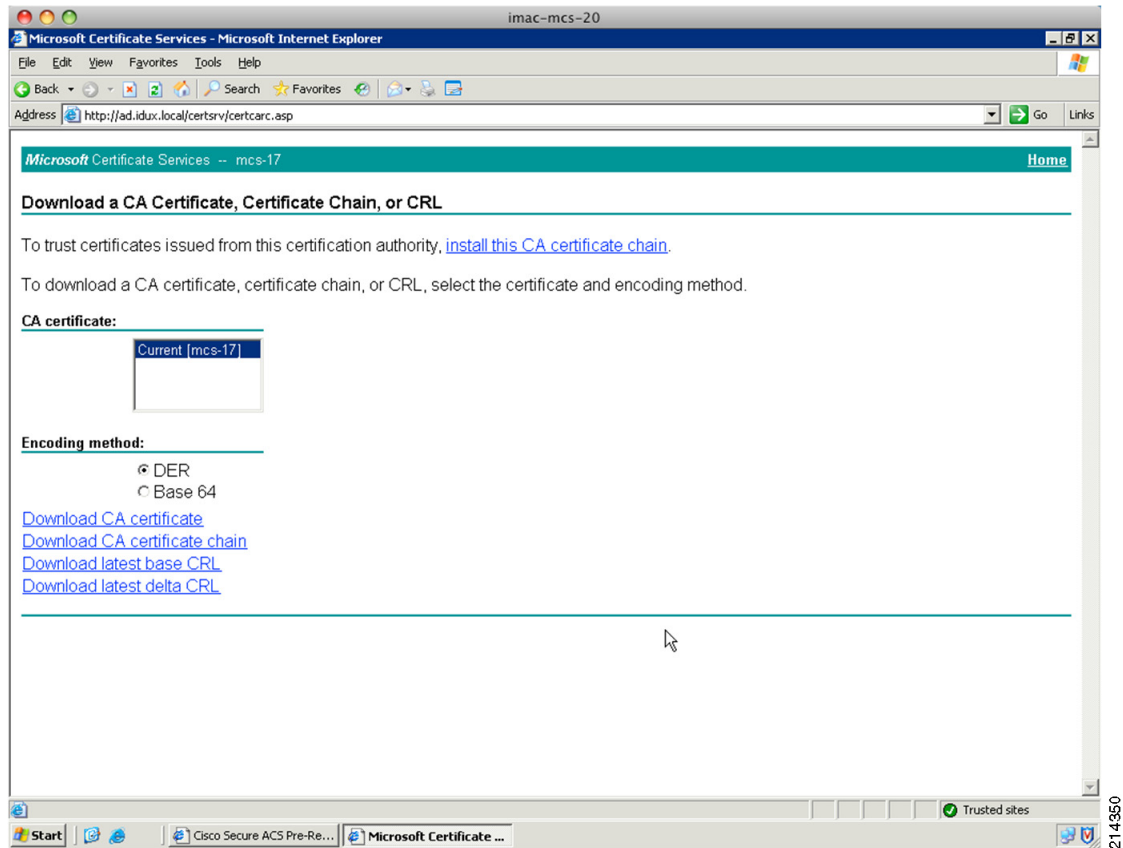 imac-mcs-20
Microsoft Certificate Services - Microsoft Internet Explorer
File Edit View Favorites Tools Help
Back Search Favorites
Address http://ad.idux.local/certsrv/certcarc.asp Go Links
Microsoft Certificate Services -- mcs-17 Home
Download a CA Certificate, Certificate Chain, or CRL
To trust certificates issued from this certification authority, install this CA certificate chain.
To download a CA certificate, certificate chain, or CRL, select the certificate and encoding method.
CA certificate:
Current [mcs-17]
Encoding method:
DER
Base 64
Download CA certificate
Download CA certificate chain
Download latest base CRL
Download latest delta CRL
Trusted sites
Start Cisco Secure ACS Pre-Re... Microsoft Certificate ...
214350